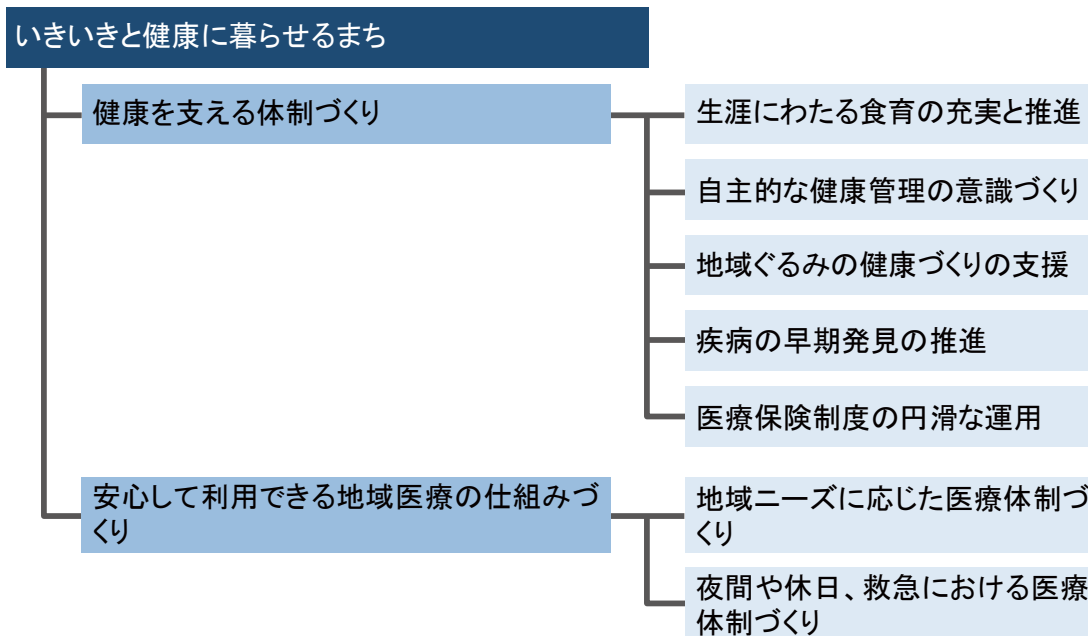 いきいきと健康に暮らせるまち
健康を支える体制づくり
生涯にわたる食育の充実と推進
自主的な健康管理の意識づくり
地域ぐるみの健康づくりの支援
疾病の早期発見の推進
医療保険制度の円滑な運用
安心して利用できる地域医療の仕組みづ
くり
地域ニーズに応じた医療体制づ
くり
夜間や休日、救急における医療
体制づくり